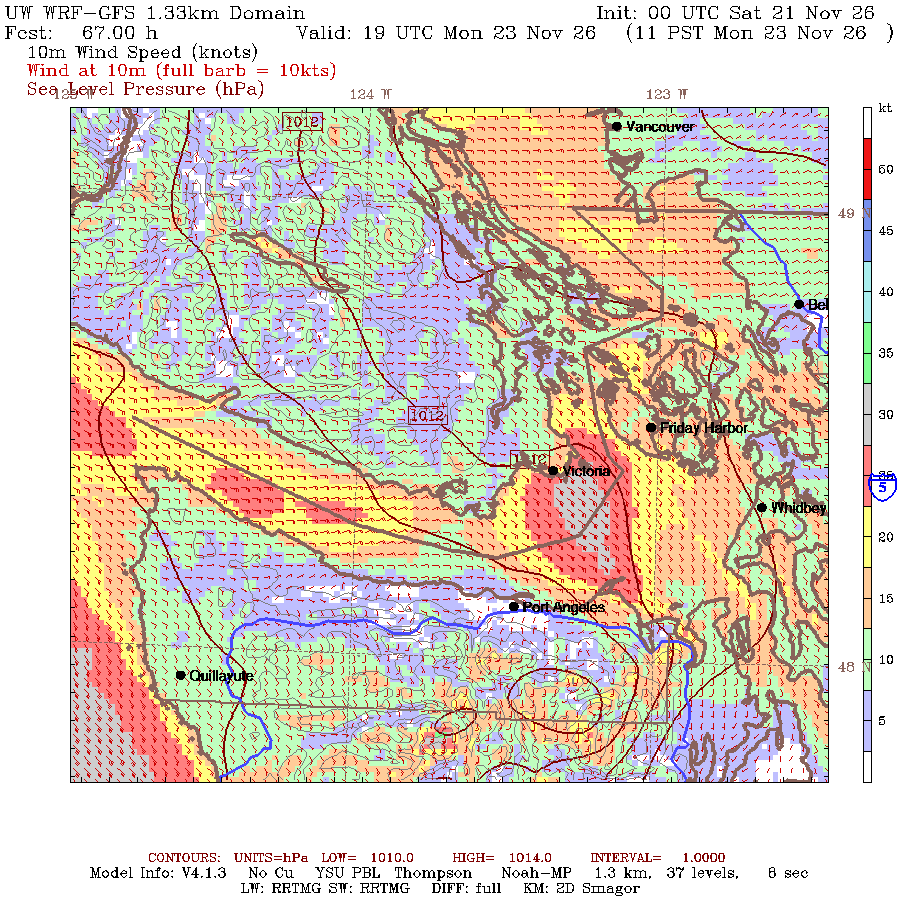 UW WRF-GFS 1.33km Domain Init: 00 UTC Sat 21 Nov 26
Fcst: 67.00 h Valid: 19 UTC Mon 23 Nov 26 (11 PST Mon 23 Nov 26 )
10m Wind Speed (knots)
Wind at 10m (full barb = 10kts)
Sea Level Pressure (hPa)
125 W 124 W 123 W
kt
1012
Vancouver
60
49 N
45
40
Bel
35
1012
30
Friday Harbor
1012
Victoria
25
5
Whidbey
20
15
Port Angeles
10
48 N
Quillayute
5
CONTOURS: UNITS=hPa LOW= 1010.0 HIGH= 1014.0 INTERVAL= 1.0000
Model Info: V4.1.3 No Cu YSU PBL Thompson Noah-MP 1.3 km, 37 levels, 8 sec
LW: RRTMG SW: RRTMG DIFF: full KM: 2D Smagor